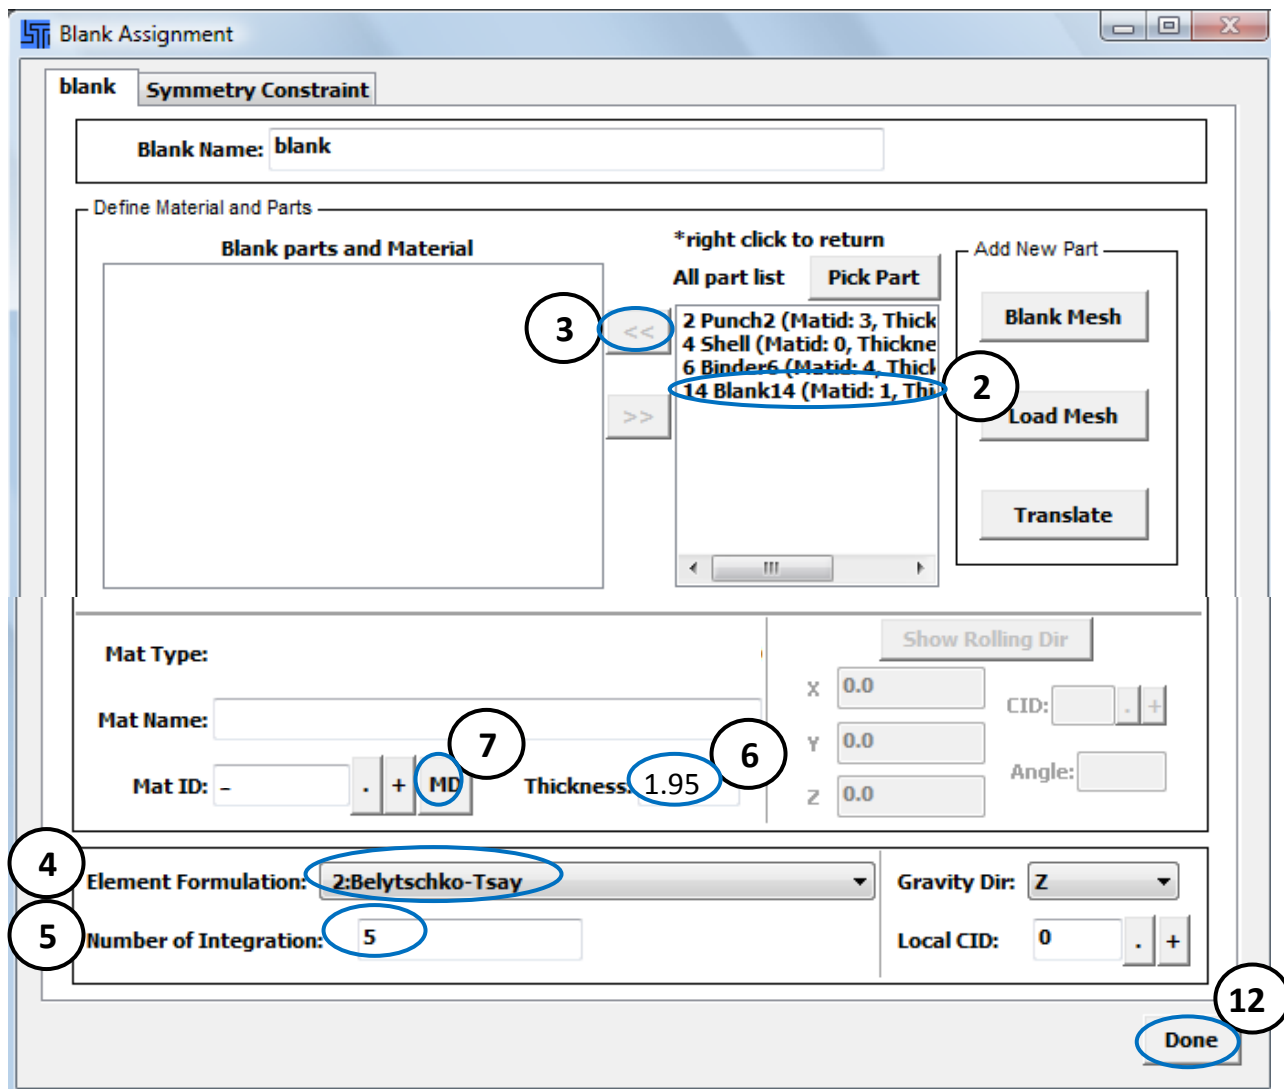 Blank Assignment
blank Symmetry Constraint
Blank Name: blank
Define Material and Parts
Blank parts and Material
*right click to return
All part list Pick Part
Add New Part
3 <<
2 Punch2 (Matid: 3, Thick
4 Shell (Matid: 0, Thickne
6 Binder6 (Matid: 4, Thick
14 Blank14 (Matid: 1, Thi
2
>>
Blank Mesh
Load Mesh
Translate
Mat Type:
Show Rolling Dir
Mat Name:
X 0.0
CID: . +
7
6
Y 0.0
Mat ID: - . + MD Thickness: 1.95
Angle:
Z 0.0
4 Element Formulation: 2:Belytschko-Tsay
Gravity Dir: Z
5 Number of Integration: 5
Local CID: 0 . +
12
Done